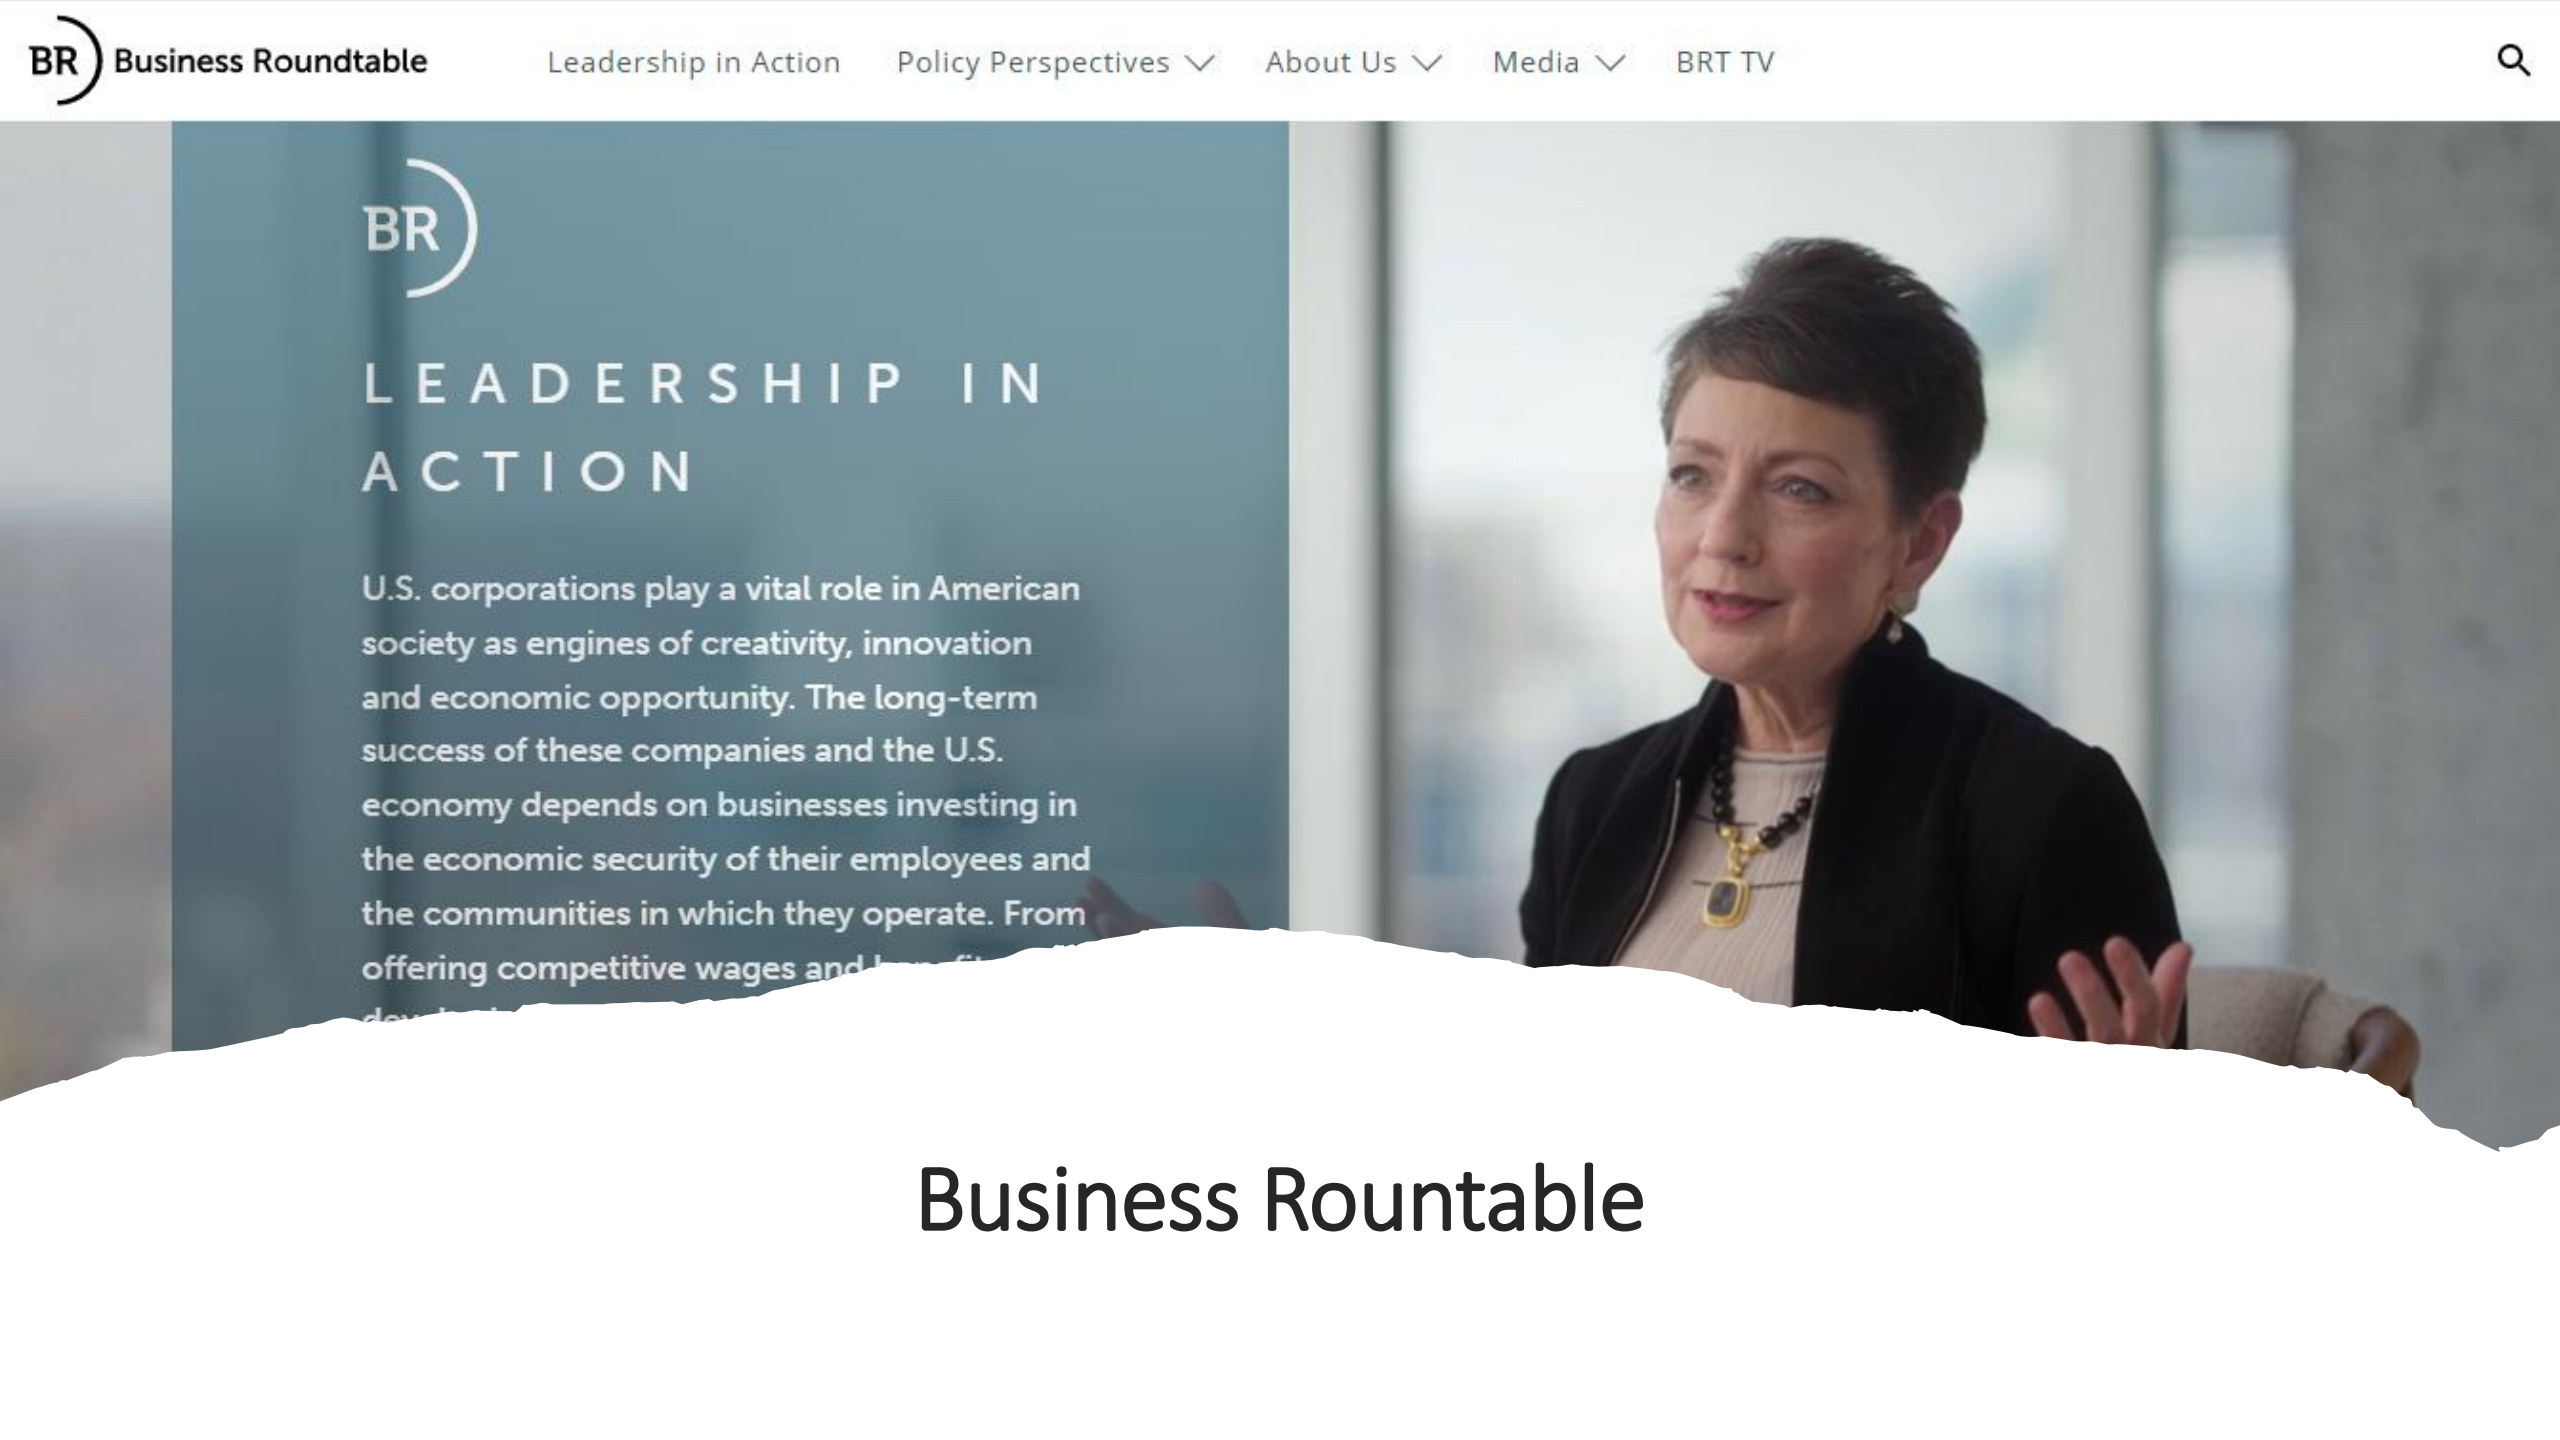 BR Business Roundtable
Leadership in Action
Policy Perspectives
About Us
Media
BRT TV
BR
LEADERSHIP IN
ACTION
U.S. corporations play a vital role in American
society as engines of creativity, innovation
and economic opportunity. The long-term
success of these companies and the U.S.
economy depends on businesses investing in
the economic security of their employees and
the communities in which they operate. From
offering competitive wages and
Business Rountable